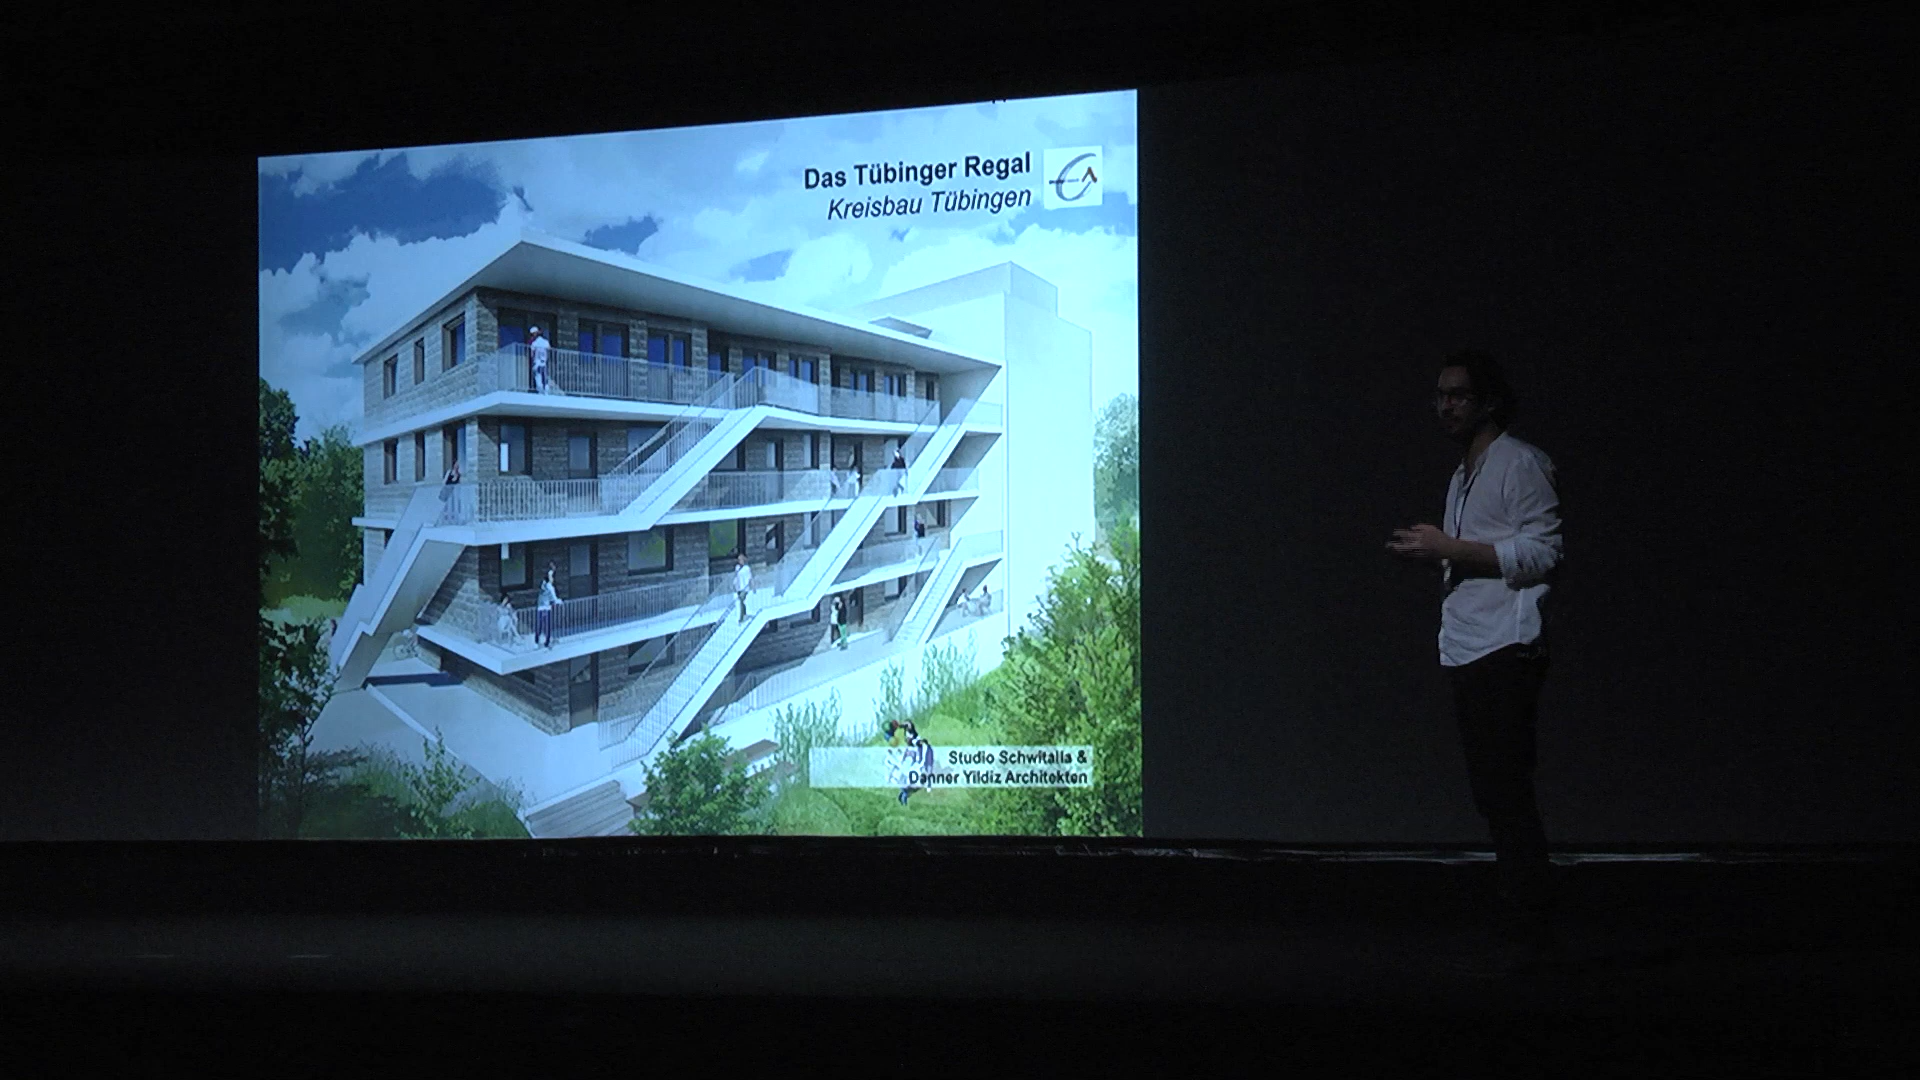 Das Tübinger Regal
Kreisbau Tübingen
Studio Schwitalla &
Danner Yildiz Architekten